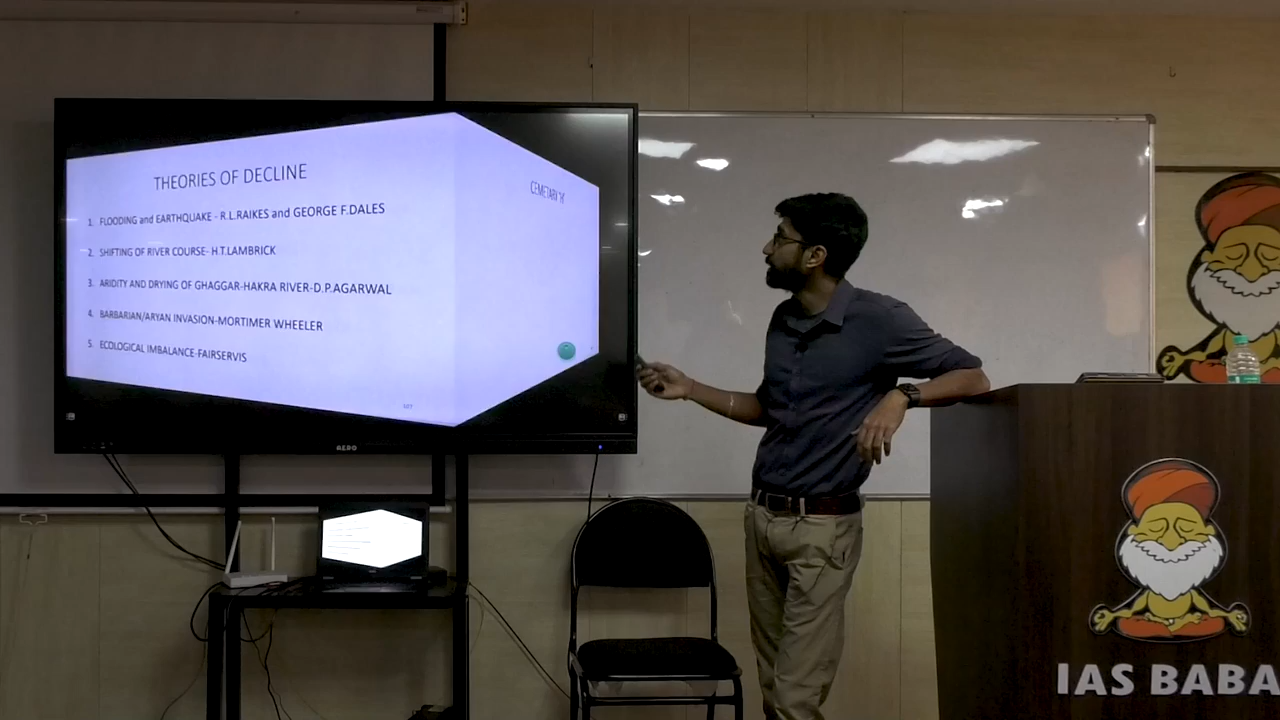 THEORIES OF DECLINE
1. FLOODING and EARTHQUAKE - R.L.RAIKES and GEORGE F.DALES
2. SHIFTING OF RIVER COURSE- H.T.LAMBRICK
3. ARIDITY AND DRYING OF GHAGGAR-HAKRA RIVER-D.P.AGARWAL
4. BARBARIAN/ARYAN INVASION-MORTIMER WHEELER
5. ECOLOGICAL IMBALANCE-FAIRSERVIS
107
CEMETARY 'H'
AERO
IAS BABA